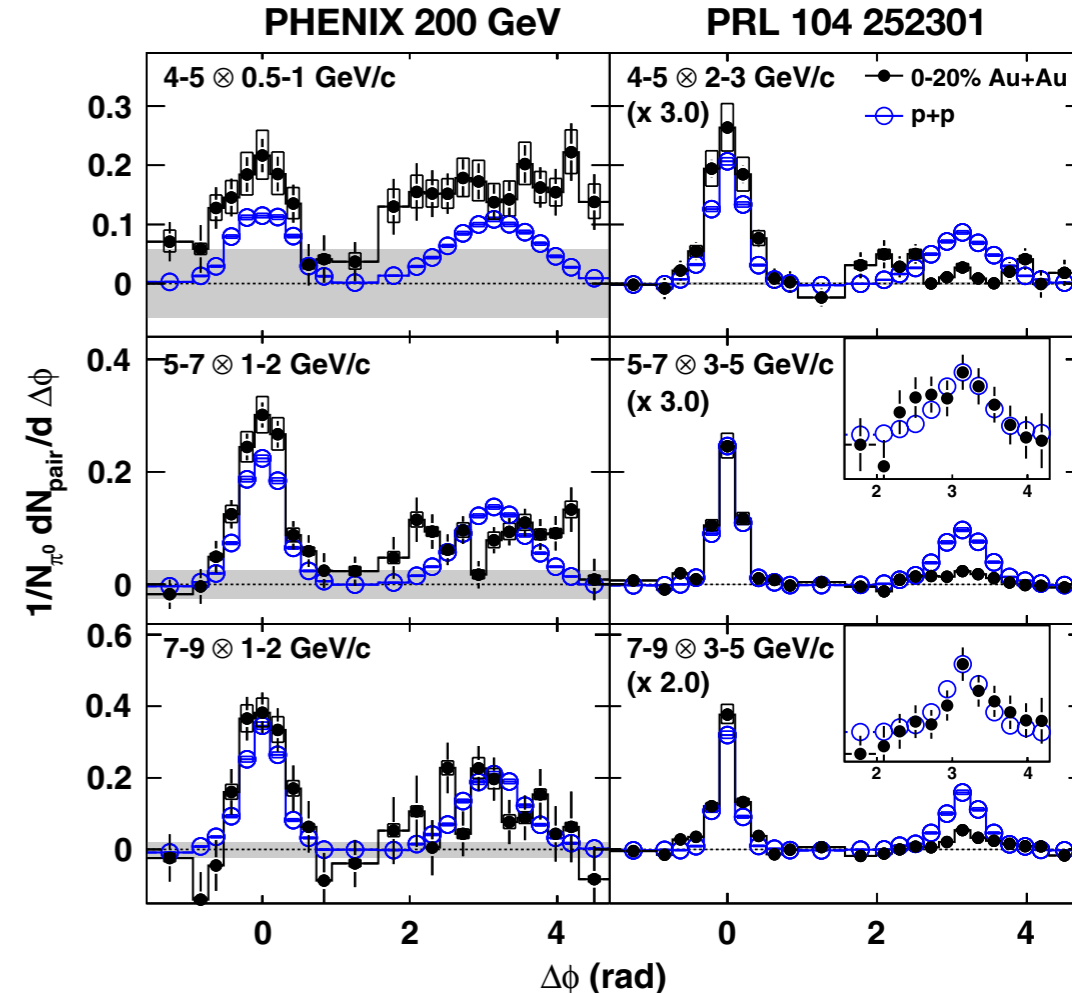 PHENIX 200 GeV
PRL 104 252301
4-5 ⊗ 0.5-1 GeV/c
0.3
0.2
0.1
0
4-5 ⊗ 2-3 GeV/c
(x 3.0)
0-20% Au+Au
p+p
5-7 ⊗ 1-2 GeV/c
0.4
0.2
0
5-7 ⊗ 3-5 GeV/c
(x 3.0)
2 3 4
7-9 ⊗ 1-2 GeV/c
0.6
0.4
0.2
0
7-9 ⊗ 3-5 GeV/c
(x 2.0)
2 3 4
0 2 4
0 2 4
Δϕ (rad)
1/N_π⁰ dN_pair/d Δϕ